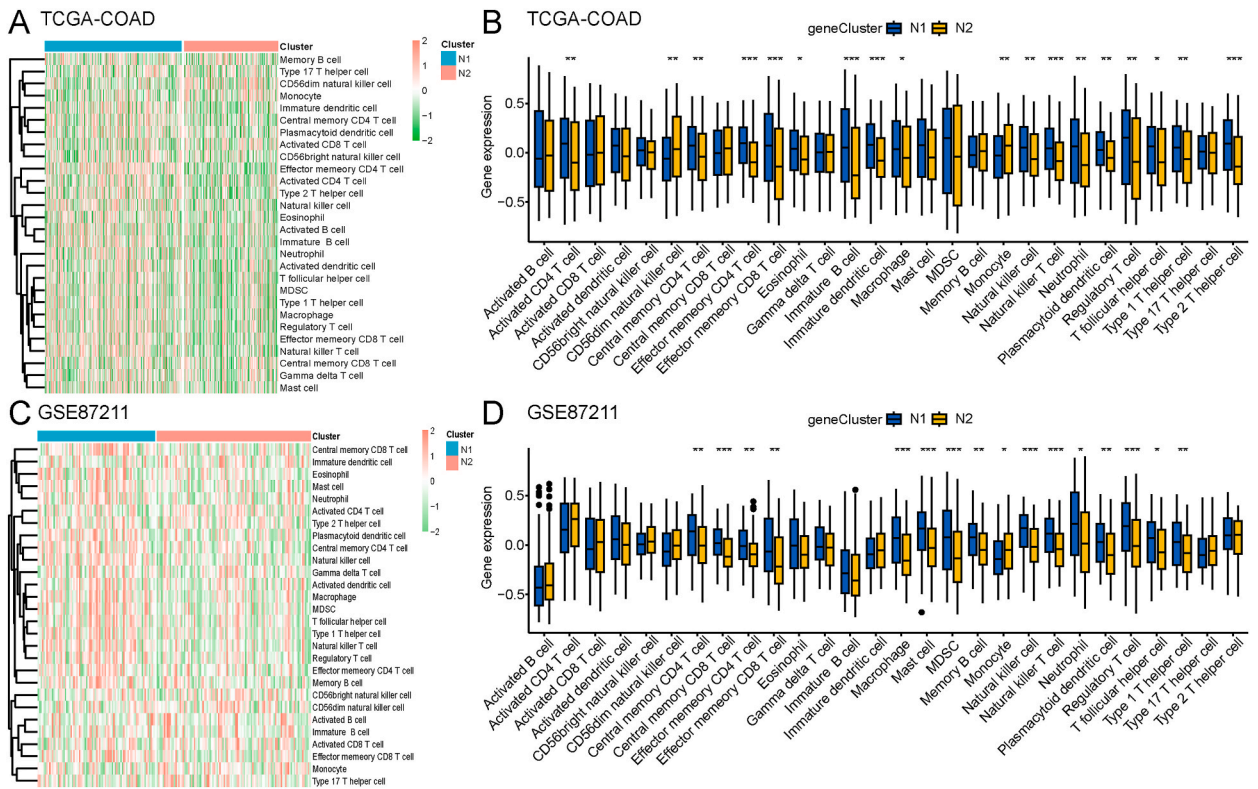 A TCGA-COAD
Cluster
Memory B cell
Type 17 T helper cell
CD56dim natural killer cell
Monocyte
Immature dendritic cell
Central memory CD4 T cell
Plasmacytoid dendritic cell
Activated CD8 T cell
CD56bright natural killer cell
Effector memeory CD4 T cell
Activated CD4 T cell
Type 2 T helper cell
Natural killer cell
Eosinophil
Activated B cell
Immature B cell
Neutrophil
Activated dendritic cell
T follicular helper cell
MDSC
Type 1 T helper cell
Macrophage
Regulatory T cell
Effector memeory CD8 T cell
Natural killer T cell
Central memory CD8 T cell
Gamma delta T cell
Mast cell
2
1
0
−1
−2
Cluster
N1
N2
B TCGA-COAD
geneCluster N1 N2
** ** ** *** *** * *** *** * ** ** *** ** ** ** * ** ***
Gene expression
0.5
0.0
−0.5
Activated B cell
Activated CD4 T cell
Activated CD8 T cell
Activated dendritic cell
CD56bright natural killer cell
CD56dim natural killer cell
Central memory CD4 T cell
Central memory CD8 T cell
Effector memeory CD4 T cell
Effector memeory CD8 T cell
Eosinophil
Gamma delta T cell
Immature B cell
Immature dendritic cell
Macrophage
Mast cell
MDSC
Memory B cell
Monocyte
Natural killer cell
Natural killer T cell
Neutrophil
Plasmacytoid dendritic cell
Regulatory T cell
T follicular helper cell
Type 1 T helper cell
Type 17 T helper cell
Type 2 T helper cell
C GSE87211
Cluster
Central memory CD8 T cell
Immature dendritic cell
Eosinophil
Mast cell
Neutrophil
Activated CD4 T cell
Type 2 T helper cell
Plasmacytoid dendritic cell
Central memory CD4 T cell
Natural killer cell
Gamma delta T cell
Activated dendritic cell
Macrophage
MDSC
T follicular helper cell
Type 1 T helper cell
Natural killer T cell
Regulatory T cell
Effector memeory CD4 T cell
Memory B cell
CD56bright natural killer cell
CD56dim natural killer cell
Activated B cell
Immature B cell
Activated CD8 T cell
Effector memeory CD8 T cell
Monocyte
Type 17 T helper cell
2
1
0
−1
−2
Cluster
N1
N2
D GSE87211
geneCluster N1 N2
** *** ** ** *** *** *** ** * *** *** * ** *** * **
Gene expression
0.5
0.0
−0.5
Activated B cell
Activated CD4 T cell
Activated CD8 T cell
Activated dendritic cell
CD56bright natural killer cell
CD56dim natural killer cell
Central memory CD4 T cell
Central memory CD8 T cell
Effector memeory CD4 T cell
Effector memeory CD8 T cell
Eosinophil
Gamma delta T cell
Immature B cell
Immature dendritic cell
Macrophage
Mast cell
MDSC
Memory B cell
Monocyte
Natural killer cell
Natural killer T cell
Neutrophil
Plasmacytoid dendritic cell
Regulatory T cell
T follicular helper cell
Type 1 T helper cell
Type 17 T helper cell
Type 2 T helper cell